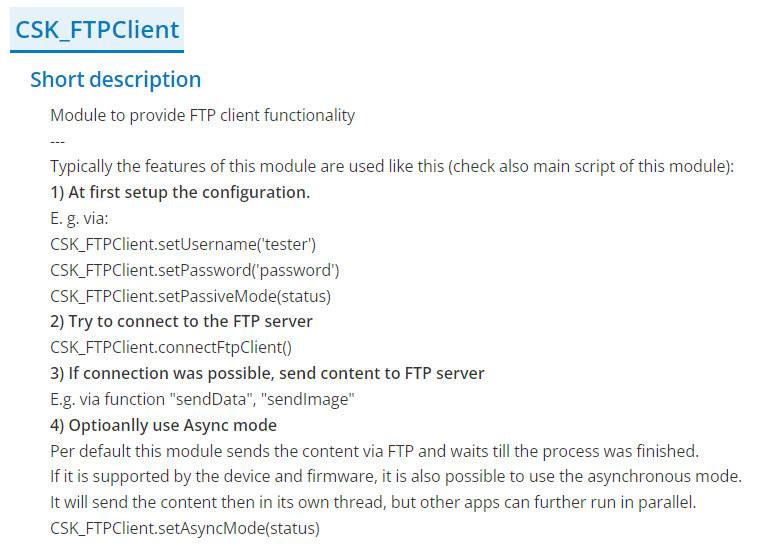 CSK_FTPClient
Short description
Module to provide FTP client functionality
---
Typically the features of this module are used like this (check also main script of this module):
1) At first setup the configuration.
E. g. via:
CSK_FTPClient.setUsername('tester')
CSK_FTPClient.setPassword('password')
CSK_FTPClient.setPassiveMode(status)
2) Try to connect to the FTP server
CSK_FTPClient.connectFtpClient()
3) If connection was possible, send content to FTP server
E.g. via function "sendData", "sendImage"
4) Optioanlly use Async mode
Per default this module sends the content via FTP and waits till the process was finished.
If it is supported by the device and firmware, it is also possible to use the asynchronous mode.
It will send the content then in its own thread, but other apps can further run in parallel.
CSK_FTPClient.setAsyncMode(status)